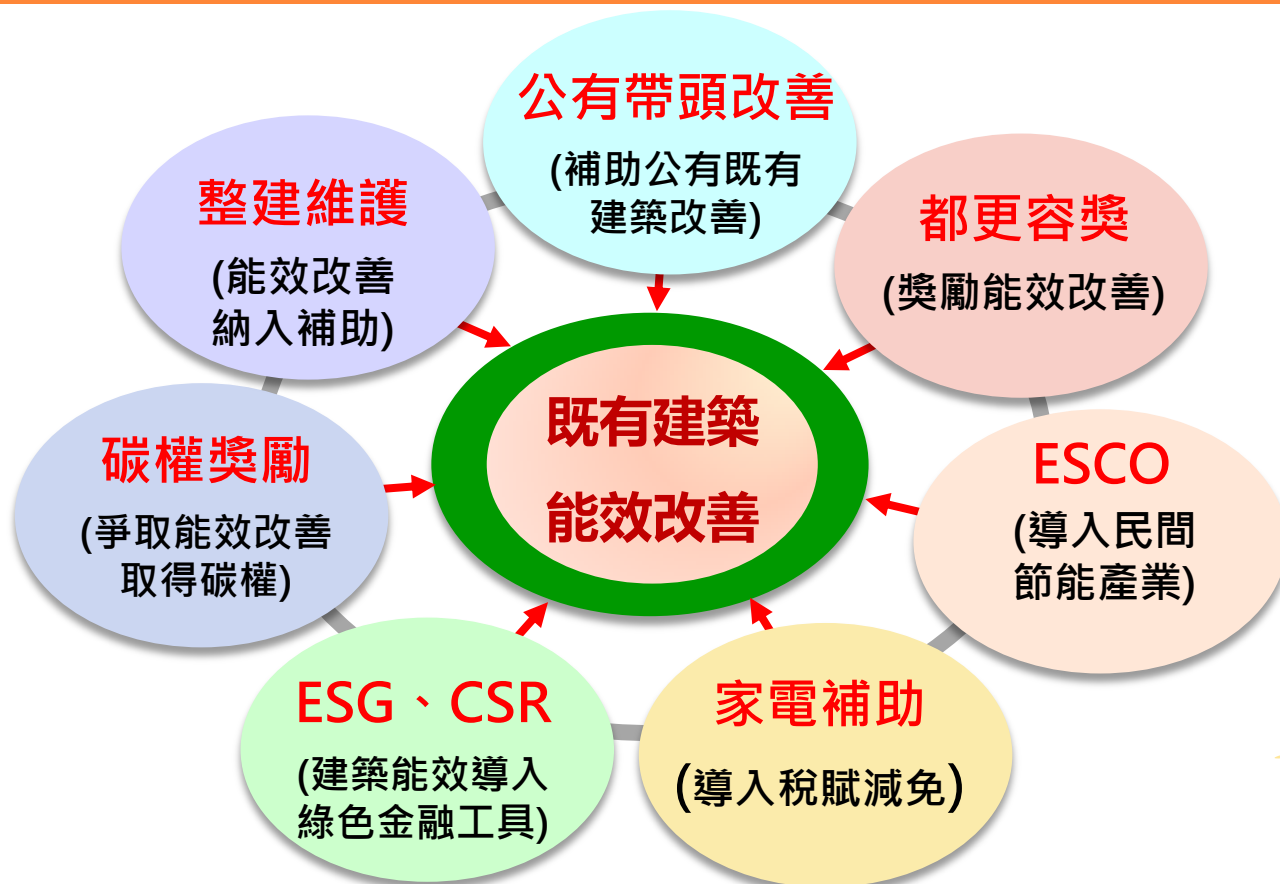 公有帶頭改善
(補助公有既有
建築改善)
都更容獎
(獎勵能效改善)
ESCO
(導入民間
節能產業)
家電補助
(導入稅賦減免)
ESG、CSR
(建築能效導入
綠色金融工具)
碳權獎勵
(爭取能效改善
取得碳權)
整建維護
(能效改善
納入補助)
既有建築
能效改善